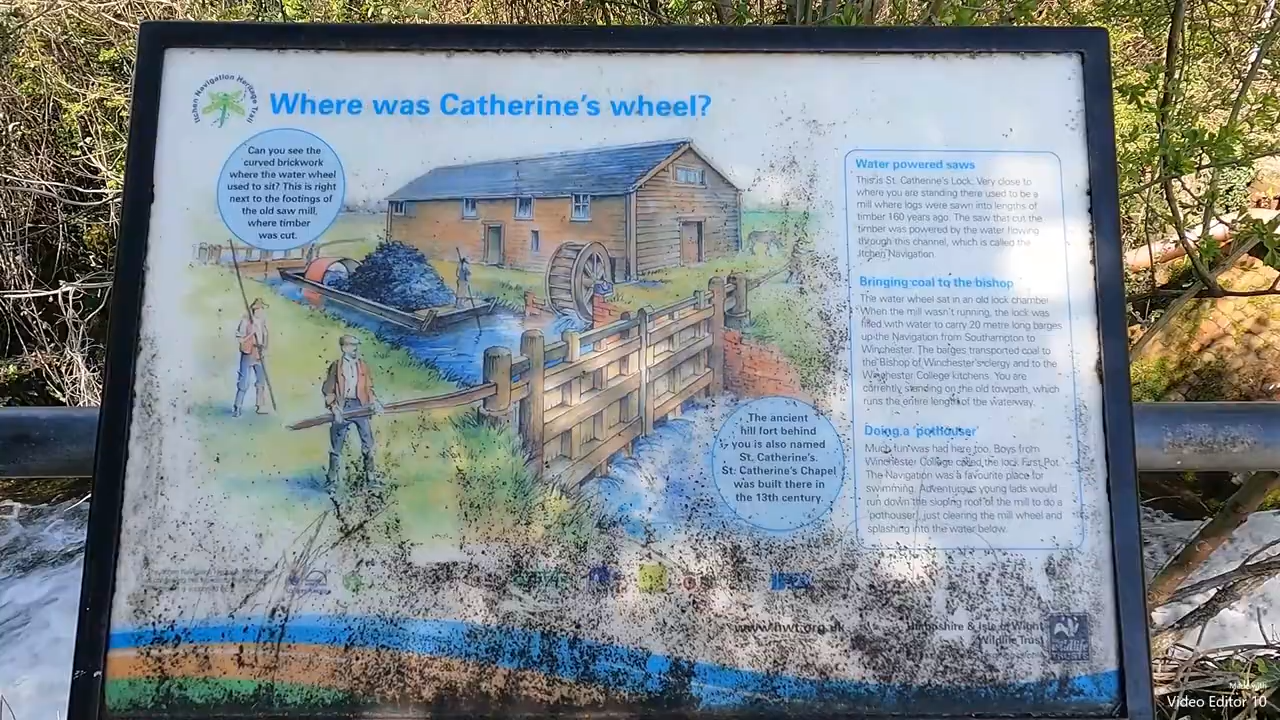 Itchen Navigation Heritage Trail
Where was Catherine's wheel?
Can you see the
curved brickwork
where the water wheel
used to sit? This is right
next to the footings of
the old saw mill,
where timber
was cut.
The ancient
hill fort behind
you is also named
St. Catherine's.
St. Catherine's Chapel
was built there in
the 13th century.
Water powered saws
This is St. Catherine's Lock. Very close to
where you are standing there used to be a
mill where logs were sawn into lengths of
timber 160 years ago. The saw that cut the
timber was powered by the water flowing
through this channel, which is called the
Itchen Navigation.
Bringing coal to the bishop
The water wheel sat in an old lock chamber.
When the mill wasn't running, the lock was
filled with water to carry 20 metre long barges
up the Navigation from Southampton to
Winchester. The barges transported coal to
the Bishop of Winchester's clergy and to the
Winchester College kitchens. You are
currently standing on the old towpath, which
runs the entire length of the waterway.
Doing a 'pothouser'
Much fun was had here too. Boys from
Winchester College called the lock First Pot.
The Navigation was a favourite place for
swimming. Adventurous young lads would
run down the sloping roof of the mill to do a
'pothouser', just clearing the mill wheel and
splashing into the water below.
www.hwt.org.uk
Hampshire & Isle of Wight
Wildlife Trust
wildlife
TRUSTS
Made with
Video Editor 10